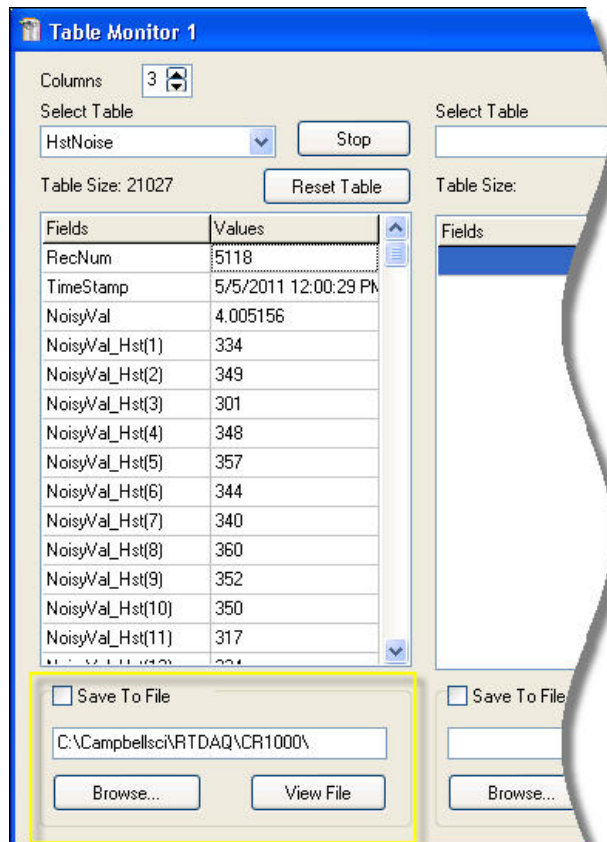 Table Monitor 1
Columns 3
Select Table
HstNoise Stop
Table Size: 21027 Reset Table
Fields Values
RecNum 5118
TimeStamp 5/5/2011 12:00:29 PM
NoisyVal 4.005156
NoisyVal_Hst(1) 334
NoisyVal_Hst(2) 349
NoisyVal_Hst(3) 301
NoisyVal_Hst(4) 348
NoisyVal_Hst(5) 357
NoisyVal_Hst(6) 344
NoisyVal_Hst(7) 340
NoisyVal_Hst(8) 360
NoisyVal_Hst(9) 352
NoisyVal_Hst(10) 350
NoisyVal_Hst(11) 317
Save To File
C:\Campbellsci\RTDAQ\CR1000\
Browse... View File
Select Table
Table Size:
Fields
Save To File
Browse...